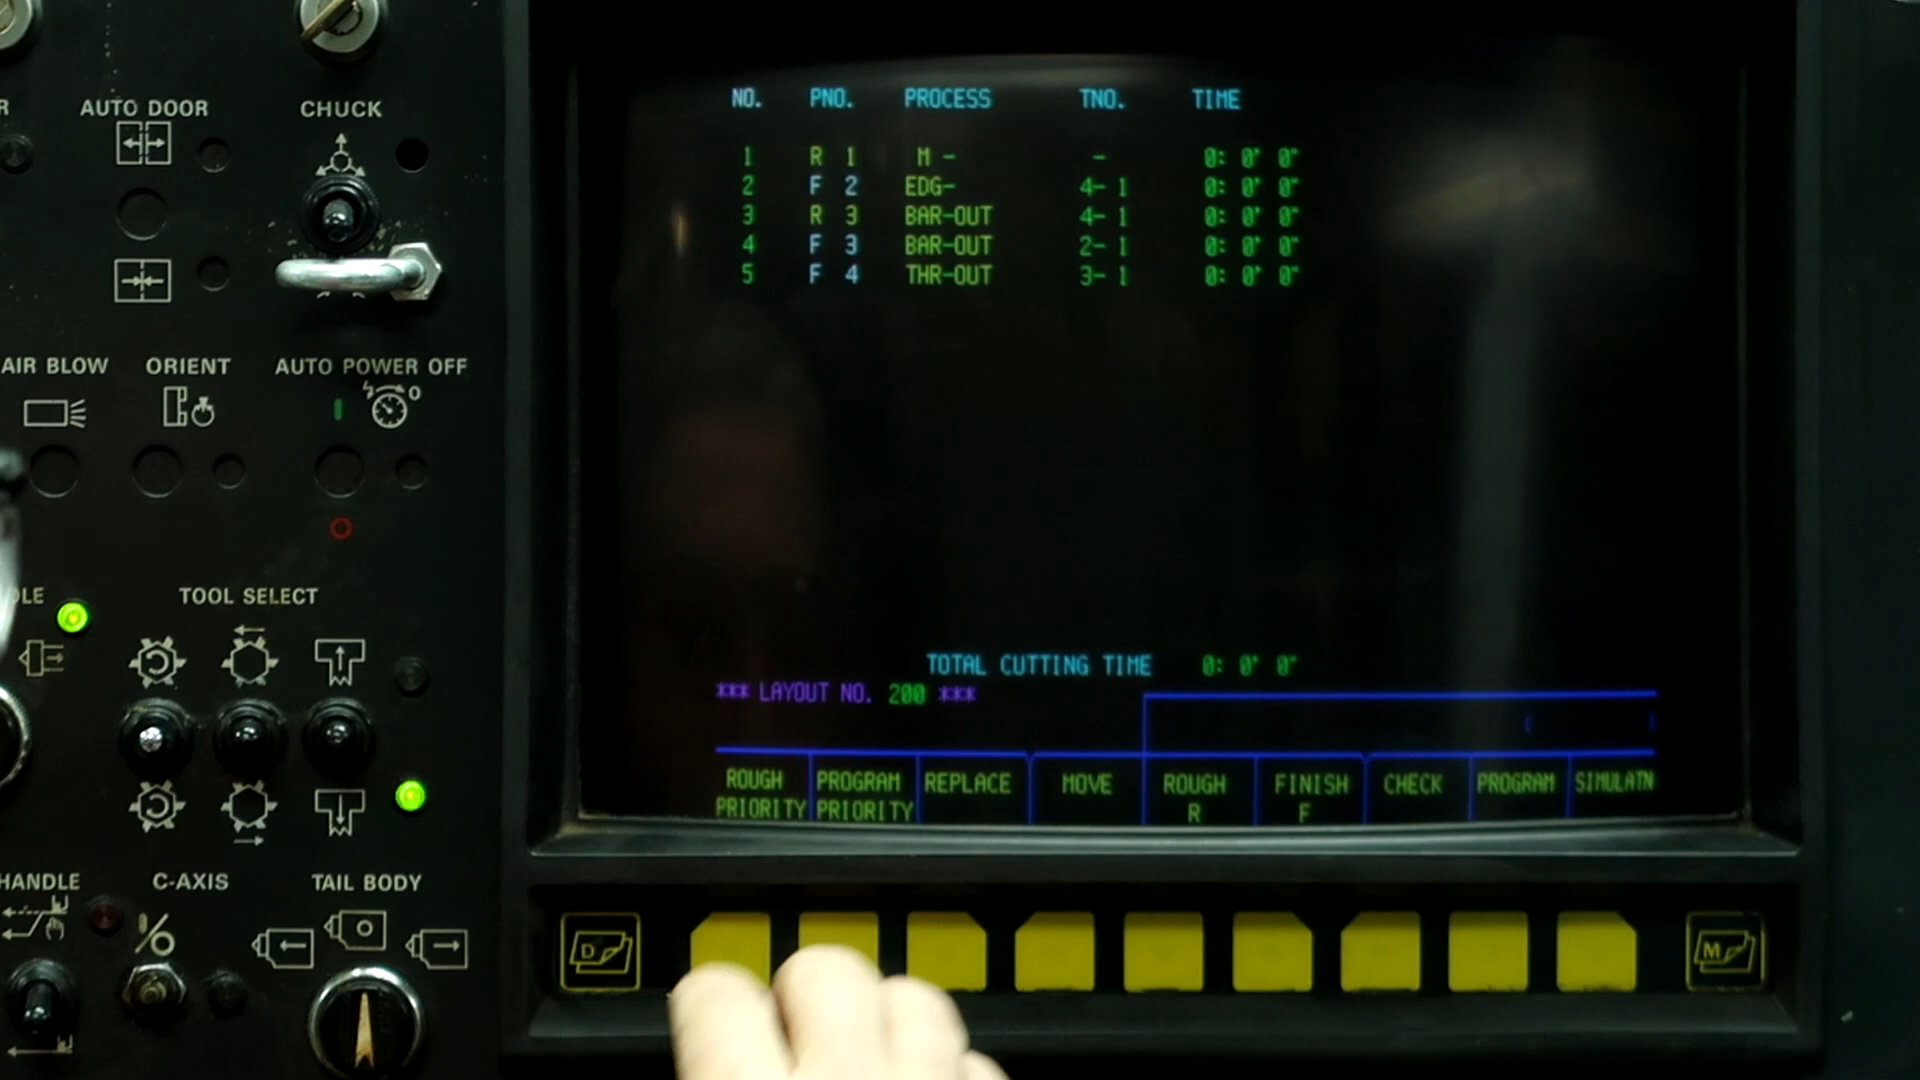 AUTO DOOR
CHUCK
AIR BLOW
ORIENT
AUTO POWER OFF
TOOL SELECT
HANDLE
C-AXIS
TAIL BODY
NO. PNO. PROCESS TNO. TIME
1 R 1 M - - 0: 0' 0"
2 F 2 EDG- 4- 1 0: 0' 0"
3 R 3 BAR-OUT 4- 1 0: 0' 0"
4 F 3 BAR-OUT 2- 1 0: 0' 0"
5 F 4 THR-OUT 3- 1 0: 0' 0"
TOTAL CUTTING TIME 0: 0' 0"
*** LAYOUT NO. 200 ***
( )
ROUGH PRIORITY
PROGRAM PRIORITY
REPLACE
MOVE
ROUGH R
FINISH F
CHECK
PROGRAM
SIMULATN
D
M